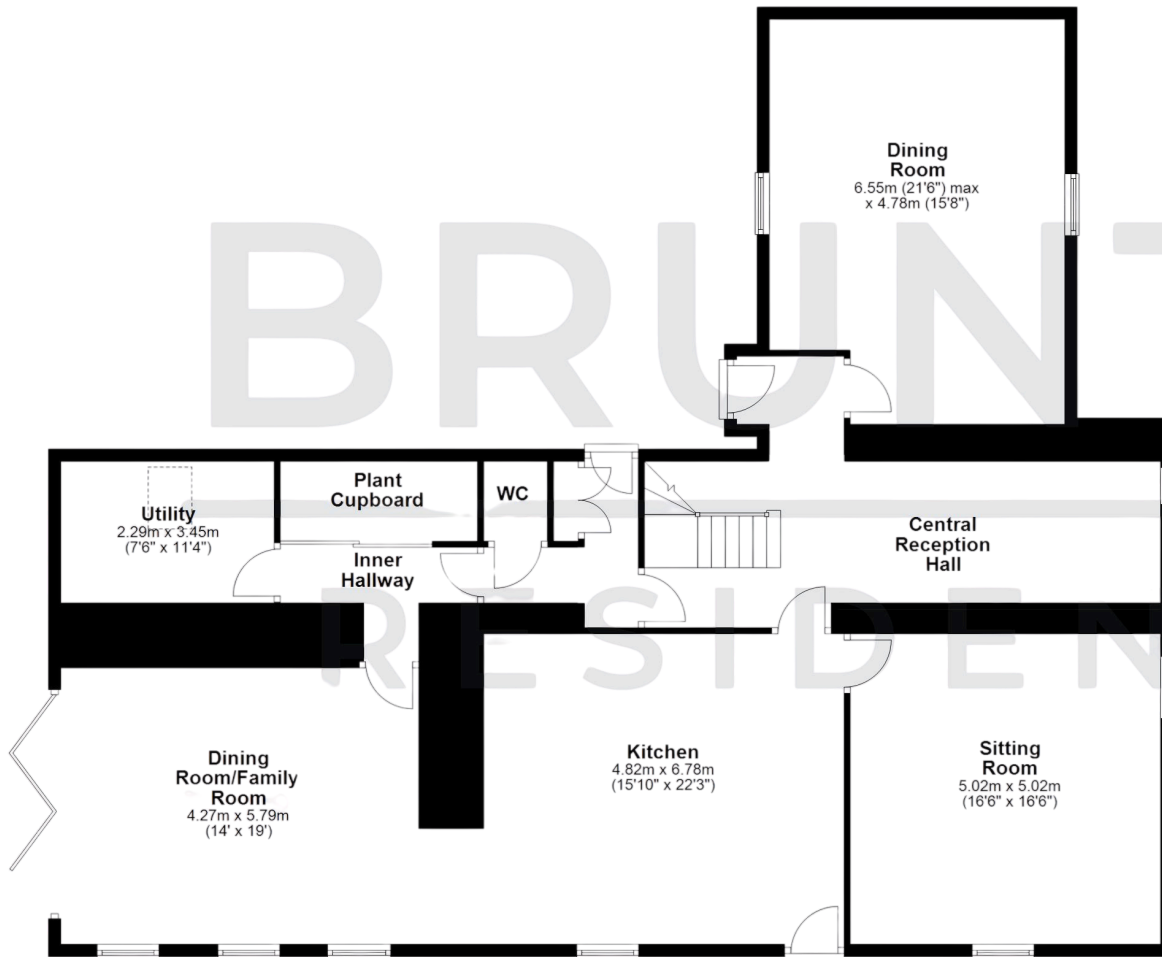 Dining
Room
6.55m (21'6") max
x 4.78m (15'8")
BRUNT
Utility
2.29m x 3.45m
(7'6" x 11'4")
Plant
Cupboard
WC
Inner
Hallway
Central
Reception
Hall
RESIDEN
Dining
Room/Family
Room
4.27m x 5.79m
(14' x 19')
Kitchen
4.82m x 6.78m
(15'10" x 22'3")
Sitting
Room
5.02m x 5.02m
(16'6" x 16'6")